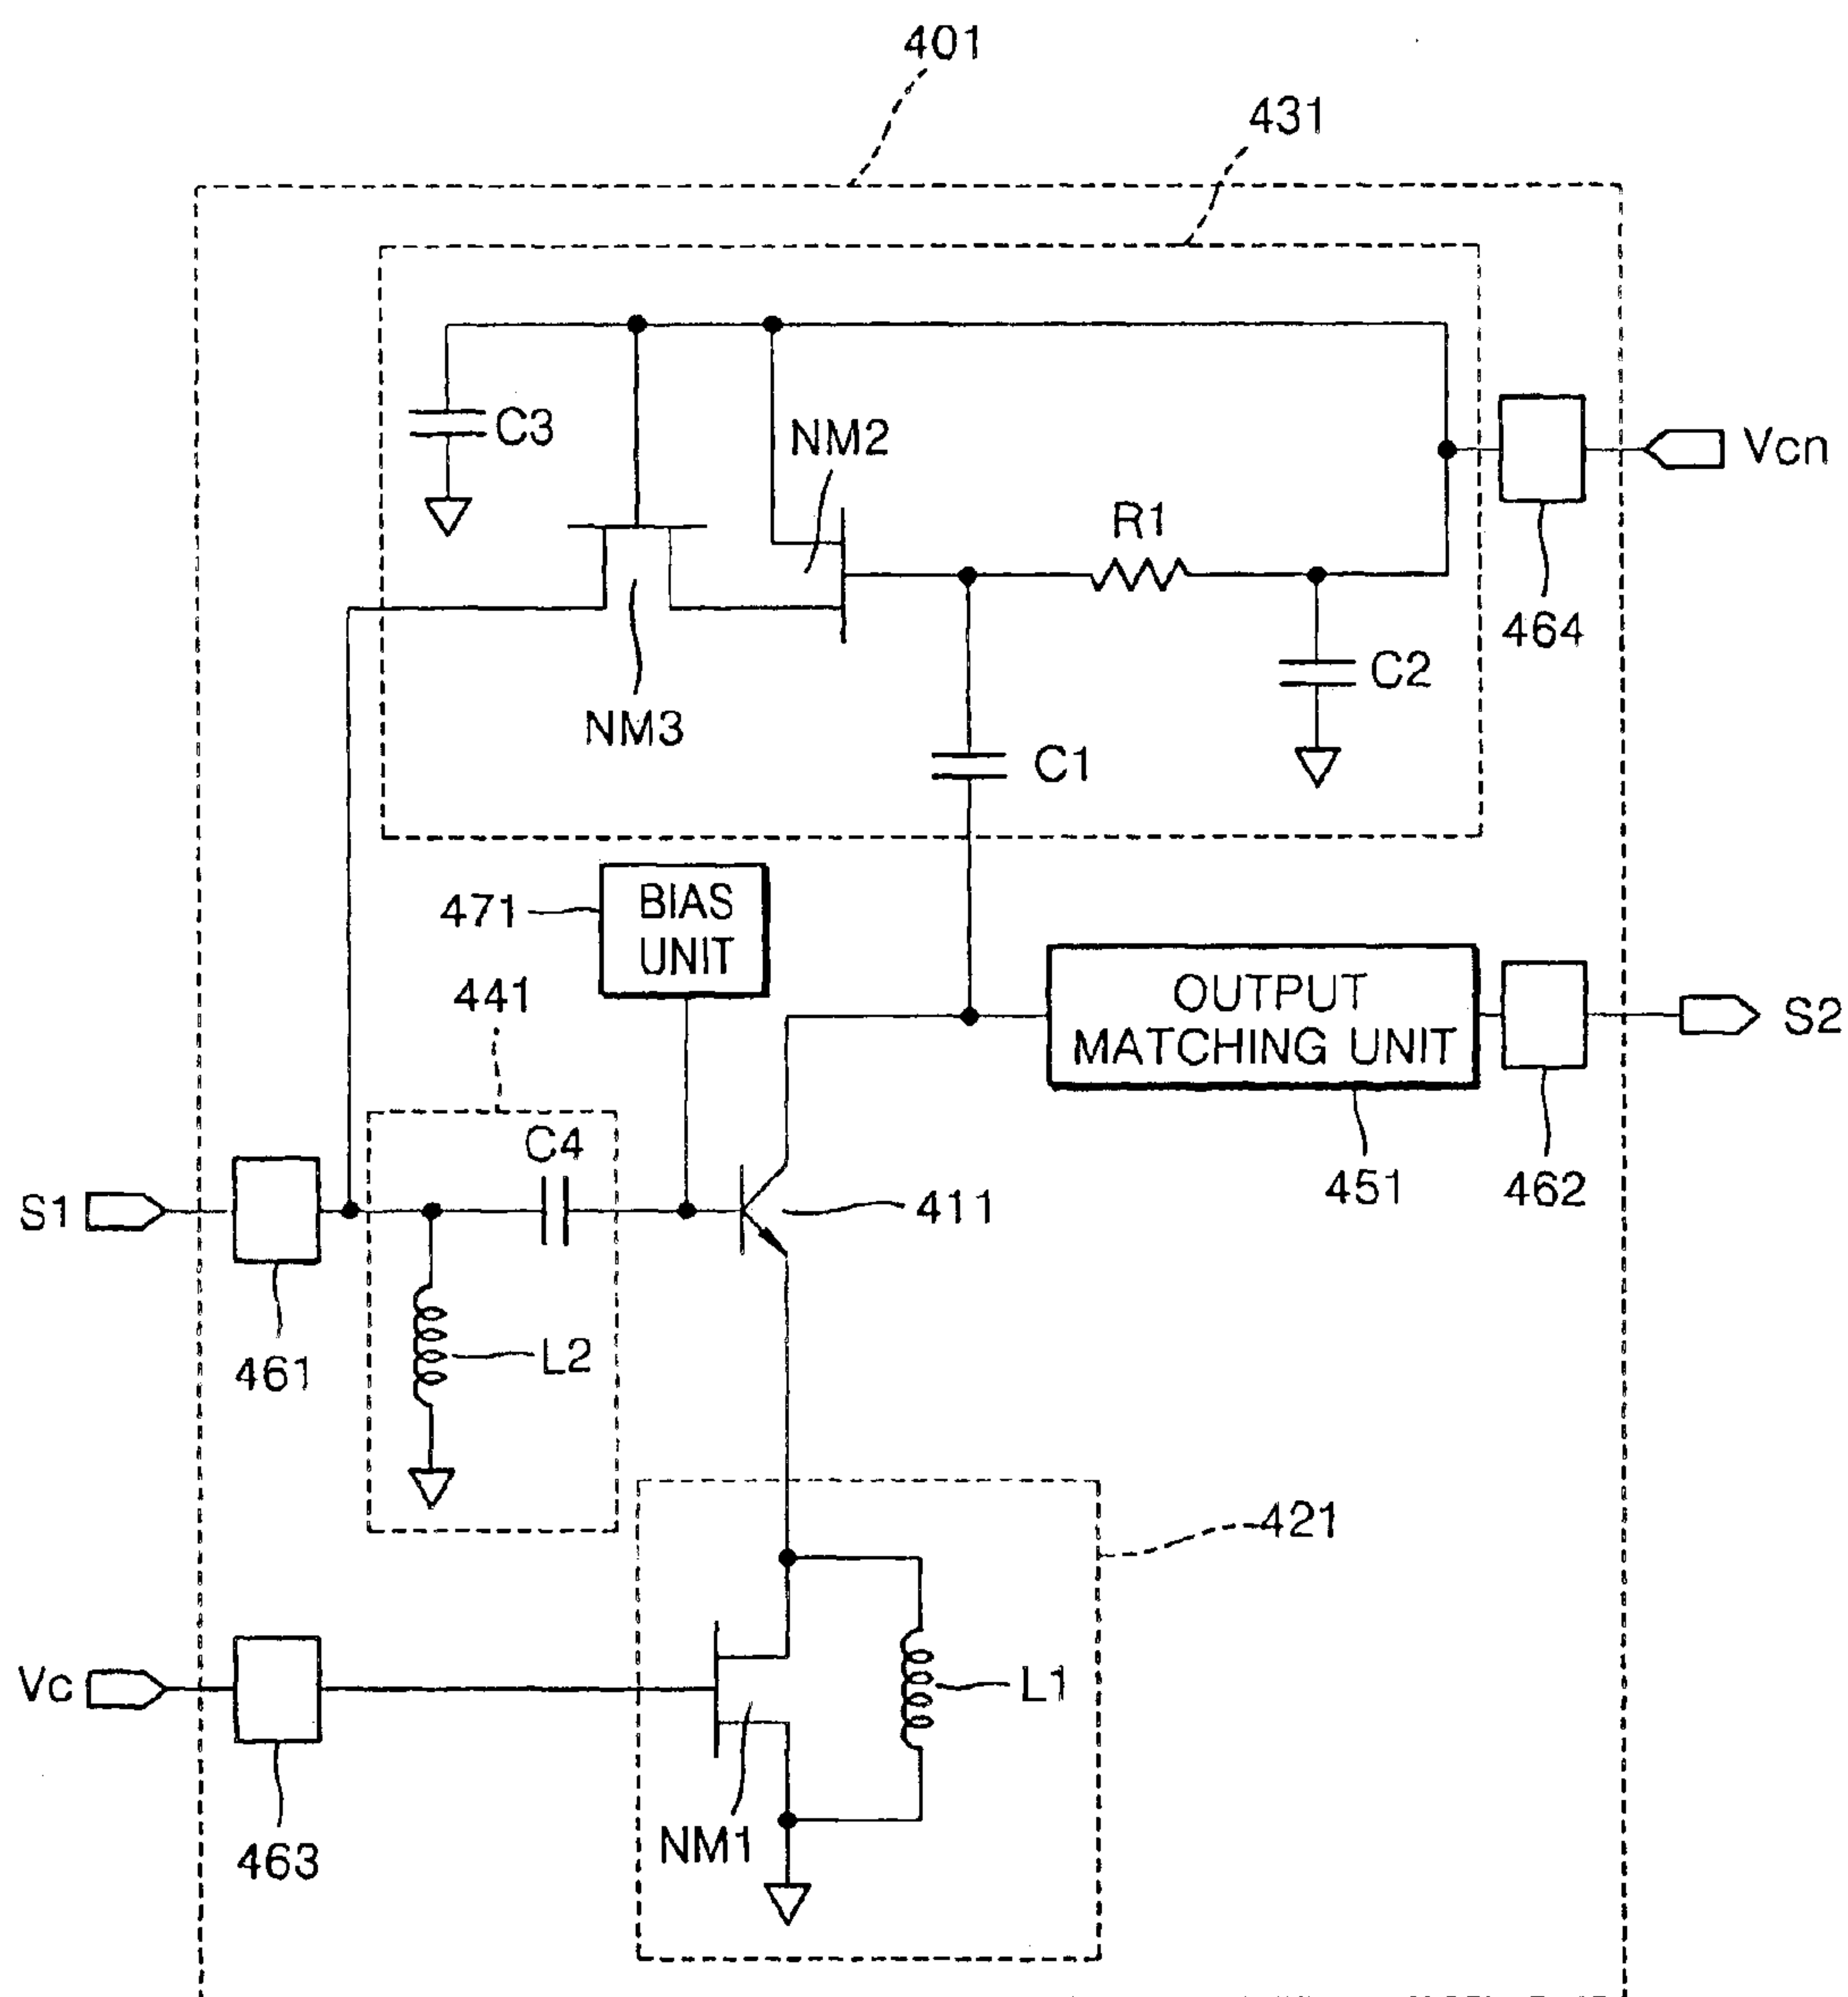 401
431
C3
NM2
Vcn
R1
464
C2
NM3
C1
471
BIAS
UNIT
441
OUTPUT
MATCHING UNIT
S2
C4
451
462
S1
411
461
L2
421
Vc
L1
NM1
463